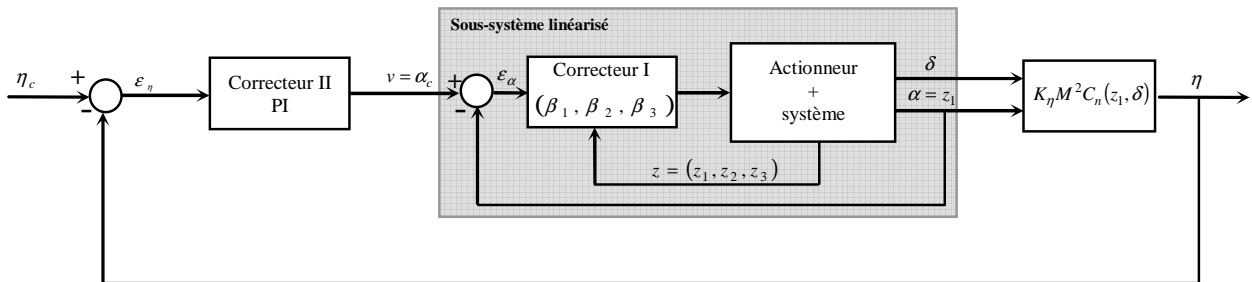 Sous-système linéarisé
η_c
+
-
ε_η
Correcteur II
PI
v = α_c
+
-
ε_α
Correcteur I
(β_1 , β_2 , β_3)
Actionneur
+
système
δ
α = z_1
z = (z_1 , z_2 , z_3)
K_η M^2 C_n(z_1, δ)
η